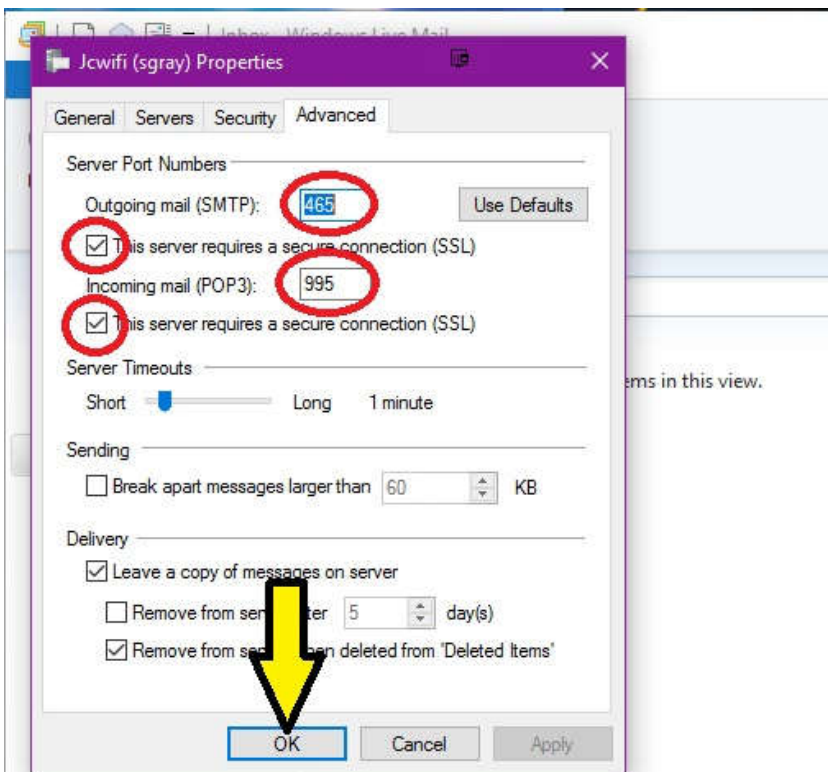 Inbox - Windows Live Mail
Jcwifi (sgray) Properties
General Servers Security Advanced
Server Port Numbers
Outgoing mail (SMTP): 465 Use Defaults
This server requires a secure connection (SSL)
Incoming mail (POP3): 995
This server requires a secure connection (SSL)
ems in this view.
Server Timeouts
Short Long 1 minute
Sending
Break apart messages larger than 60 KB
Delivery
Leave a copy of messages on server
Remove from 5 day(s)
Remove from deleted from 'Deleted Items'
OK Cancel Apply